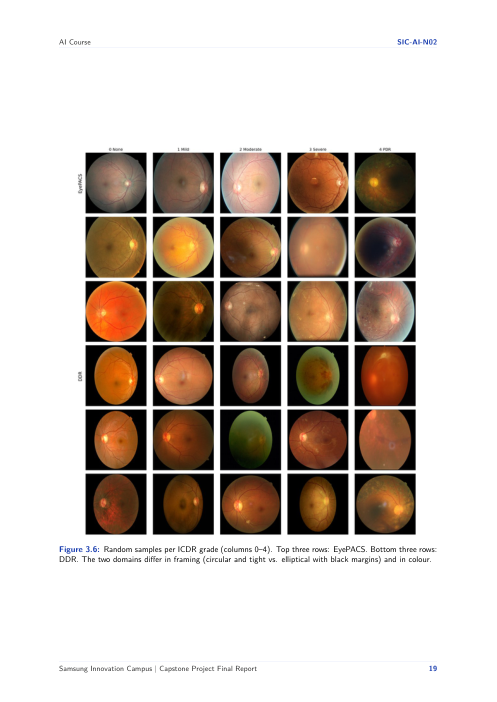 AI Course SIC-AI-N02
0 None 1 Mild 2 Moderate 3 Severe 4 PDR
EyePACS
DDR
Figure 3.6: Random samples per ICDR grade (columns 0–4). Top three rows: EyePACS. Bottom three rows:
DDR. The two domains differ in framing (circular and tight vs. elliptical with black margins) and in colour.
Samsung Innovation Campus | Capstone Project Final Report 19